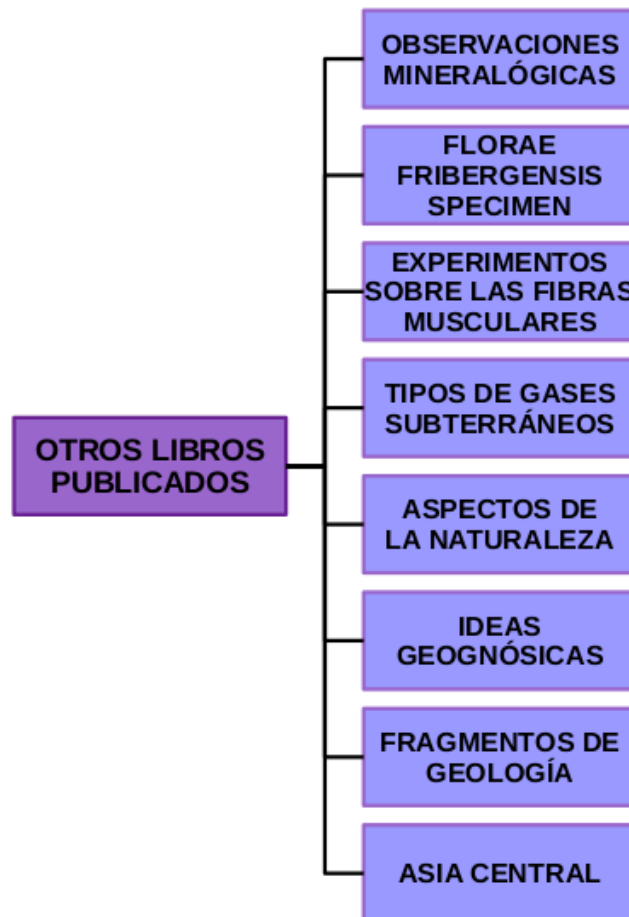 OTROS LIBROS
PUBLICADOS
OBSERVACIONES
MINERALÓGICAS
FLORAE
FRIBERGENSIS
SPECIMEN
EXPERIMENTOS
SOBRE LAS FIBRAS
MUSCULARES
TIPOS DE GASES
SUBTERRÁNEOS
ASPECTOS DE
LA NATURALEZA
IDEAS
GEOGNÓSICAS
FRAGMENTOS DE
GEOLOGÍA
ASIA CENTRAL